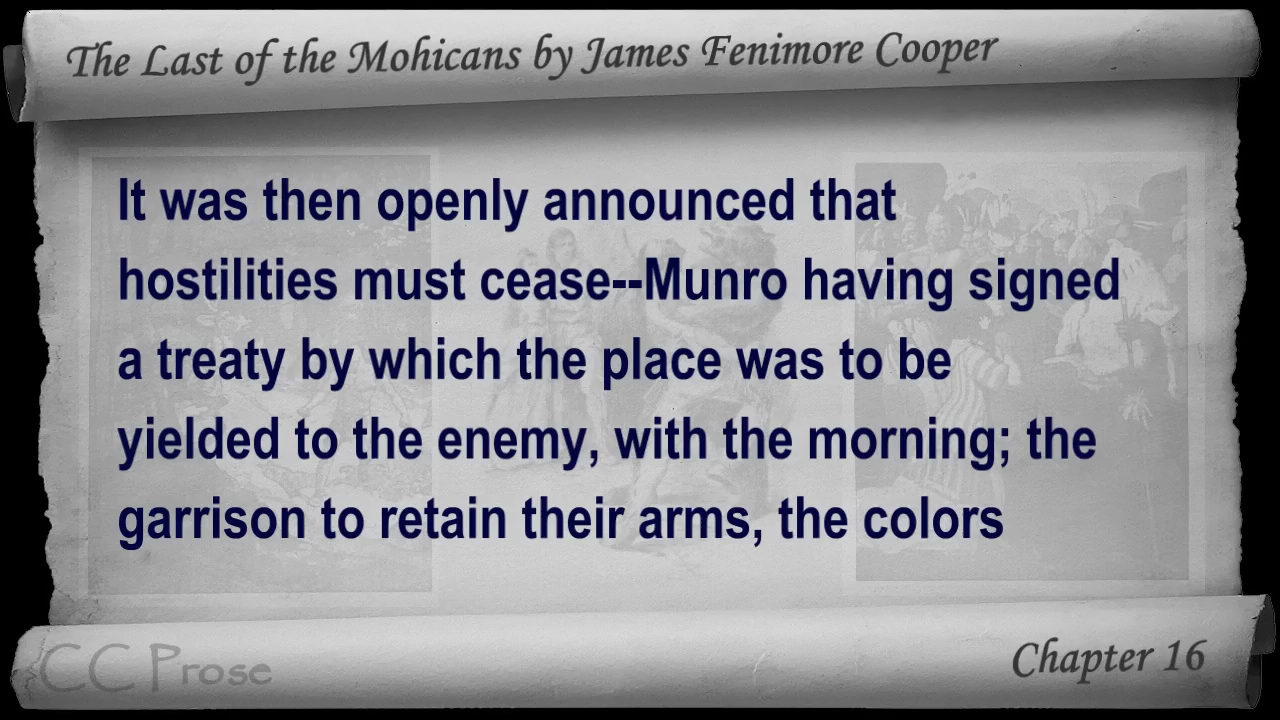 The Last of the Mohicans by James Fenimore Cooper
It was then openly announced that
hostilities must cease--Munro having signed
a treaty by which the place was to be
yielded to the enemy, with the morning; the
garrison to retain their arms, the colors
CC Prose
Chapter 16